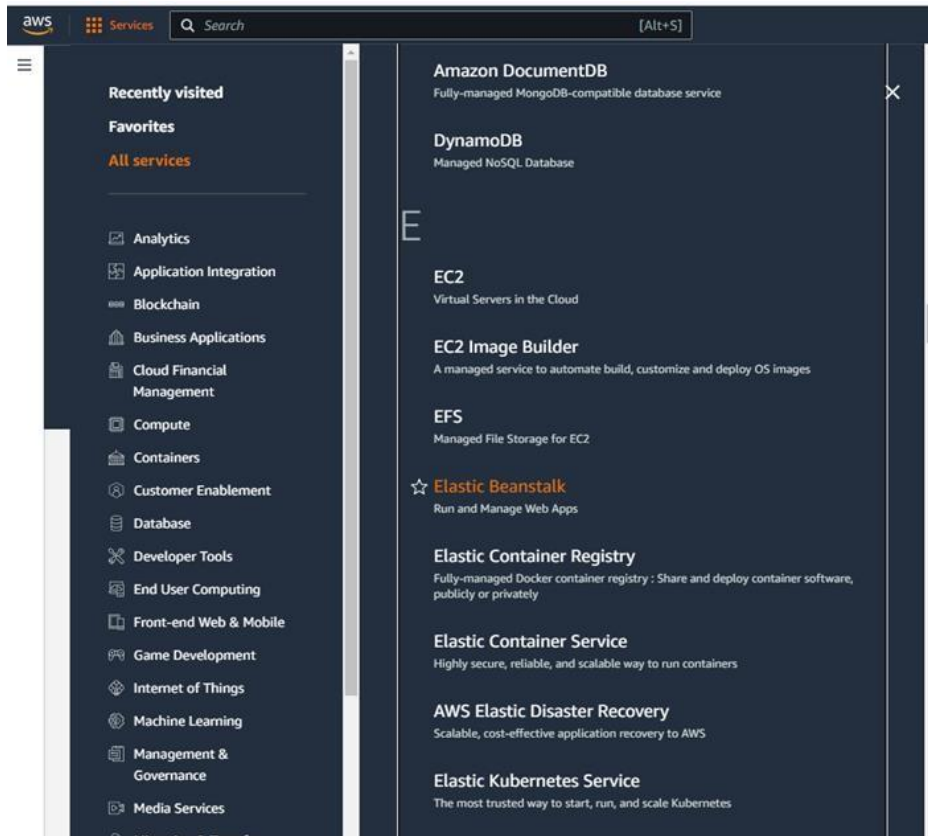 aws
Services
Search
[Alt+S]
Recently visited
Favorites
All services
Analytics
Application Integration
Blockchain
Business Applications
Cloud Financial
Management
Compute
Containers
Customer Enablement
Database
Developer Tools
End User Computing
Front-end Web & Mobile
Game Development
Internet of Things
Machine Learning
Management &
Governance
Media Services
Amazon DocumentDB
Fully-managed MongoDB-compatible database service
DynamoDB
Managed NoSQL Database
E
EC2
Virtual Servers in the Cloud
EC2 Image Builder
A managed service to automate build, customize and deploy OS images
EFS
Managed File Storage for EC2
Elastic Beanstalk
Run and Manage Web Apps
Elastic Container Registry
Fully-managed Docker container registry : Share and deploy container software,
publicly or privately
Elastic Container Service
Highly secure, reliable, and scalable way to run containers
AWS Elastic Disaster Recovery
Scalable, cost-effective application recovery to AWS
Elastic Kubernetes Service
The most trusted way to start, run, and scale Kubernetes